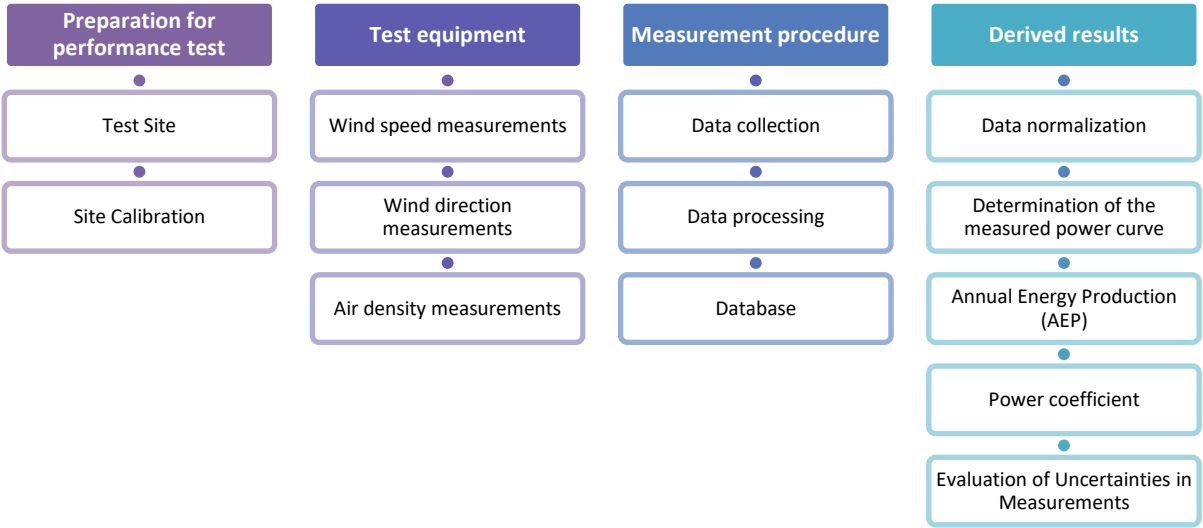 Preparation for
performance test
Test Site
Site Calibration
Test equipment
Wind speed measurements
Wind direction
measurements
Air density measurements
Measurement procedure
Data collection
Data processing
Database
Derived results
Data normalization
Determination of the
measured power curve
Annual Energy Production
(AEP)
Power coefficient
Evaluation of Uncertainties in
Measurements